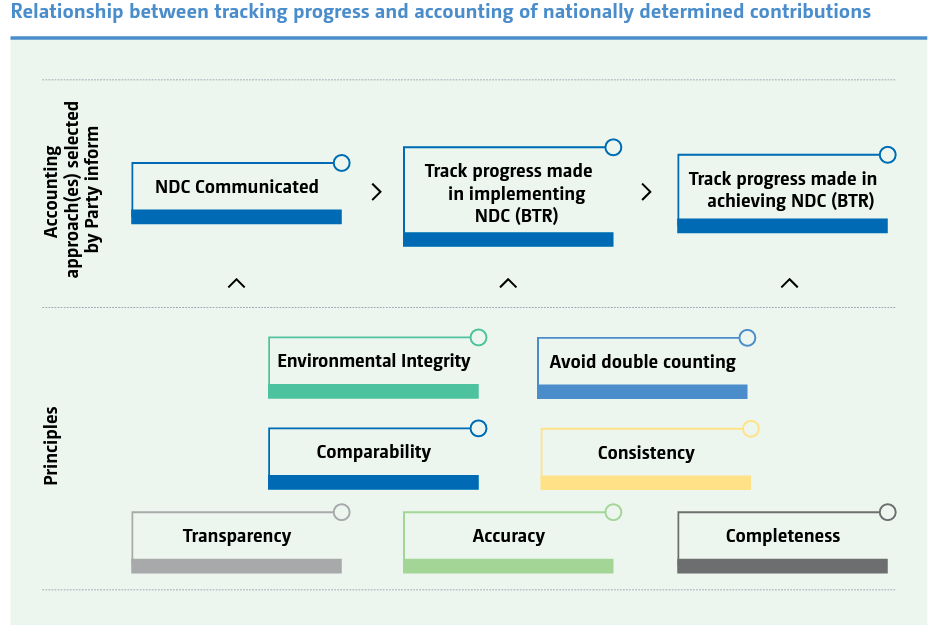 Relationship between tracking progress and accounting of nationally determined contributions
Accounting
approach(es) selected
by Party inform
NDC Communicated
>
Track progress made
in implementing
NDC (BTR)
>
Track progress made in
achieving NDC (BTR)
Principles
Environmental Integrity
Avoid double counting
Comparability
Consistency
Transparency
Accuracy
Completeness